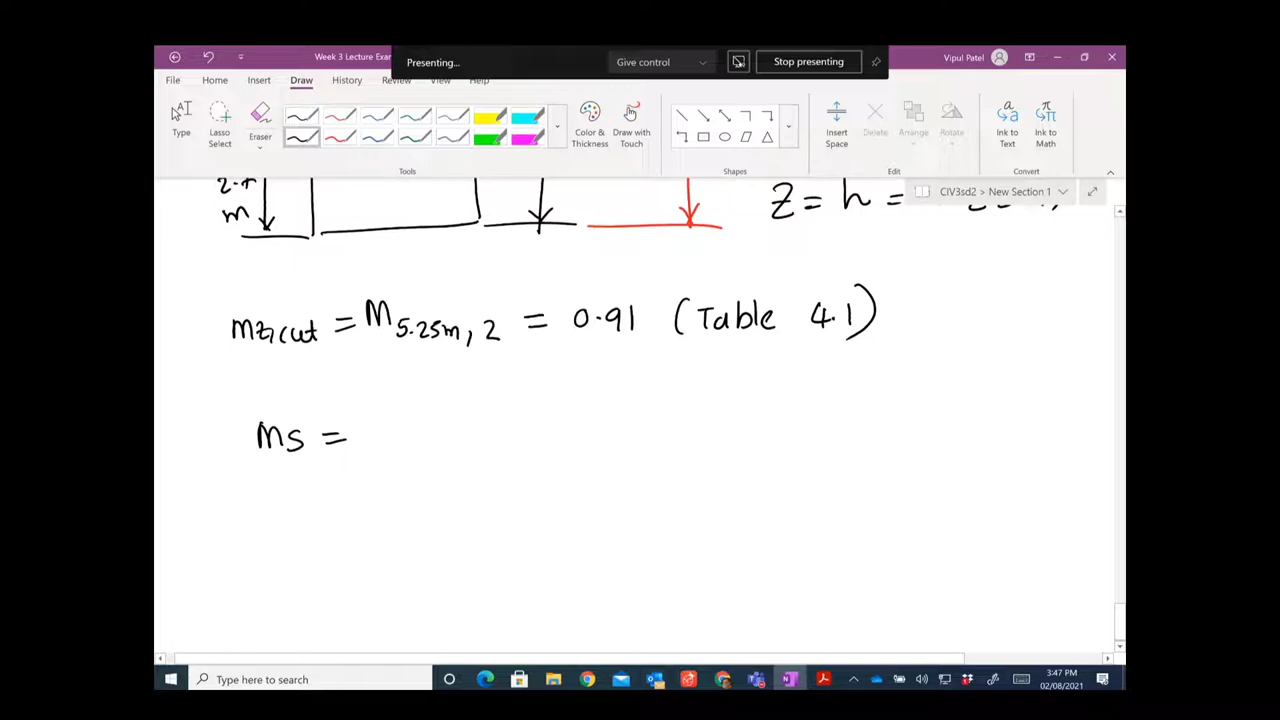 Week 3 Lecture Exar
Presenting...
Give control
Stop presenting
Vipul Patel
File Home Insert Draw History Review View Help
Type
Lasso Select
Eraser
Color & Thickness
Draw with Touch
Insert Space
Delete
Arrange
Rotate
Ink to Text
Ink to Math
Tools
Shapes
Edit
Convert
CIV3sd2 > New Section 1
m
z = h =
mz,cat = M5.25m, 2 = 0.91 (Table 4.1)
ms =
Type here to search
3:47 PM
02/08/2021